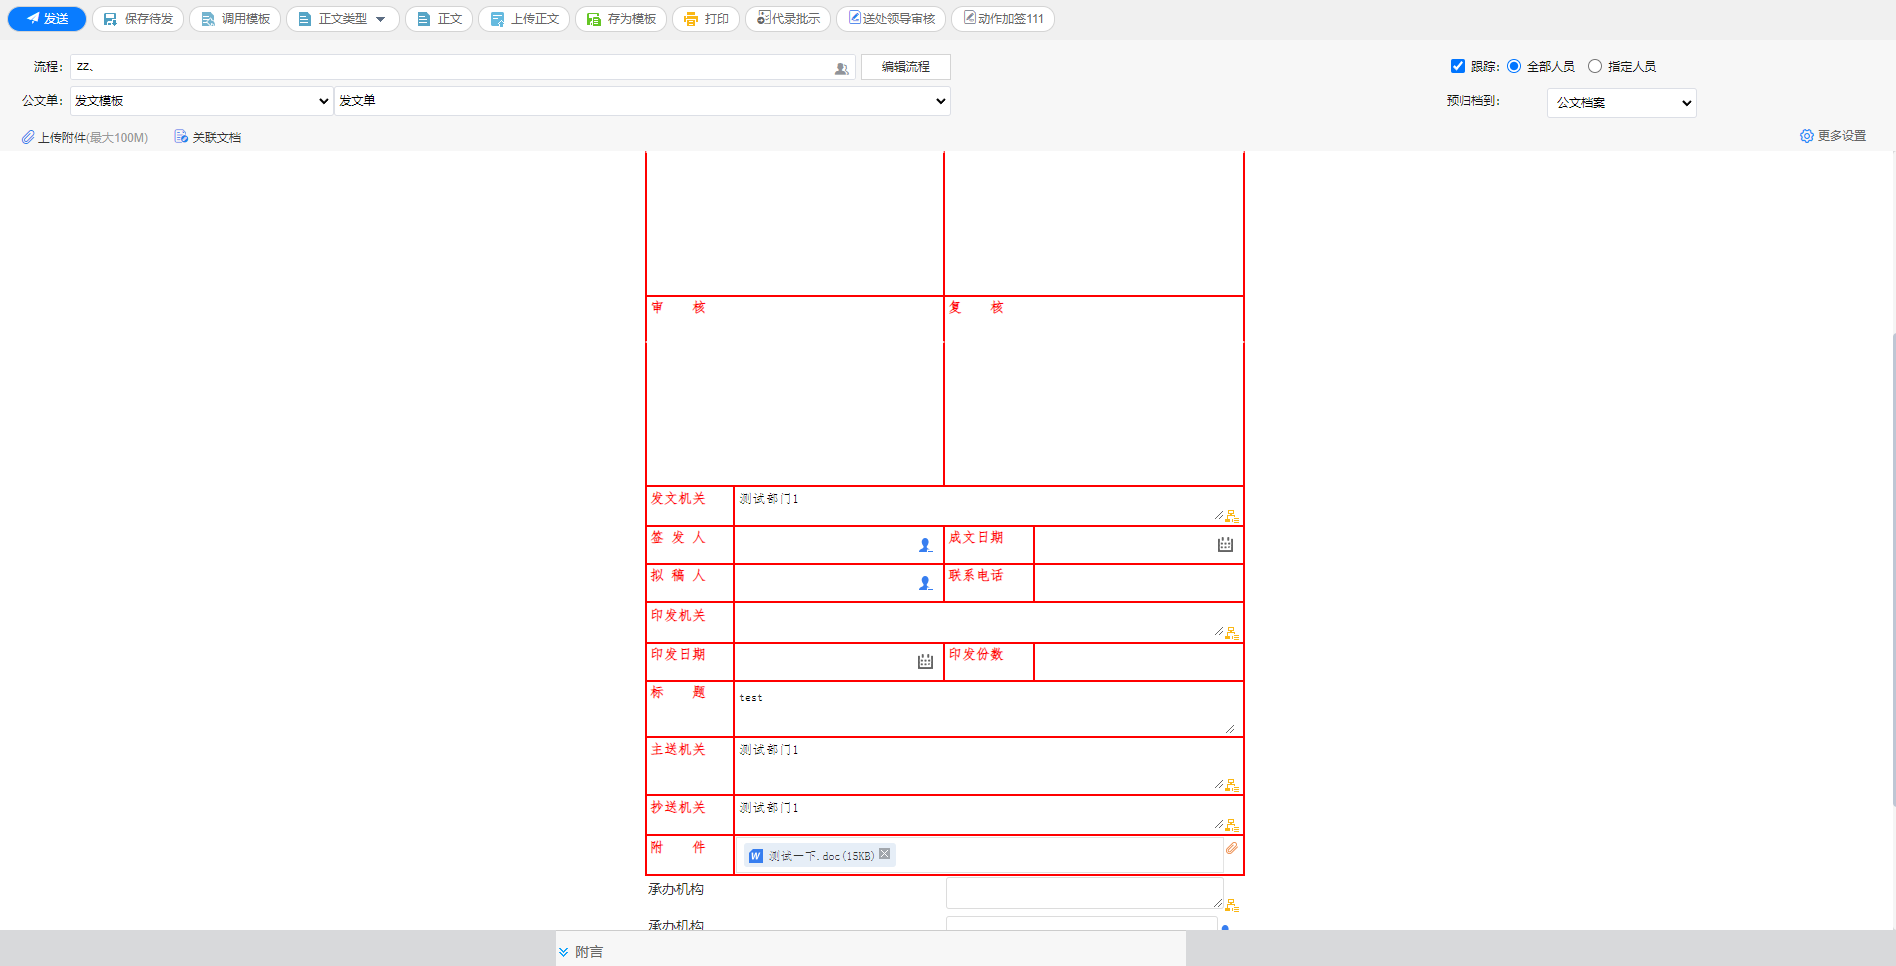 发送 保存待发 调用模板 正文类型 正文 上传正文 存为模板 打印 代录批示 送处领导审核 动作加签111
流程: zz、 编辑流程 跟踪: 全部人员 指定人员
公文单: 发文模板 发文单 预归档到: 公文档案
上传附件(最大100M) 关联文档 更多设置
审 核 复 核
发文机关 测试部门1
签 发 人 成文日期
拟 稿 人 联系电话
印发机关
印发日期 印发份数
标 题 test
主送机关 测试部门1
抄送机关 测试部门1
附 件 测试一下.doc(15KB)
承办机构
承办机构
附言